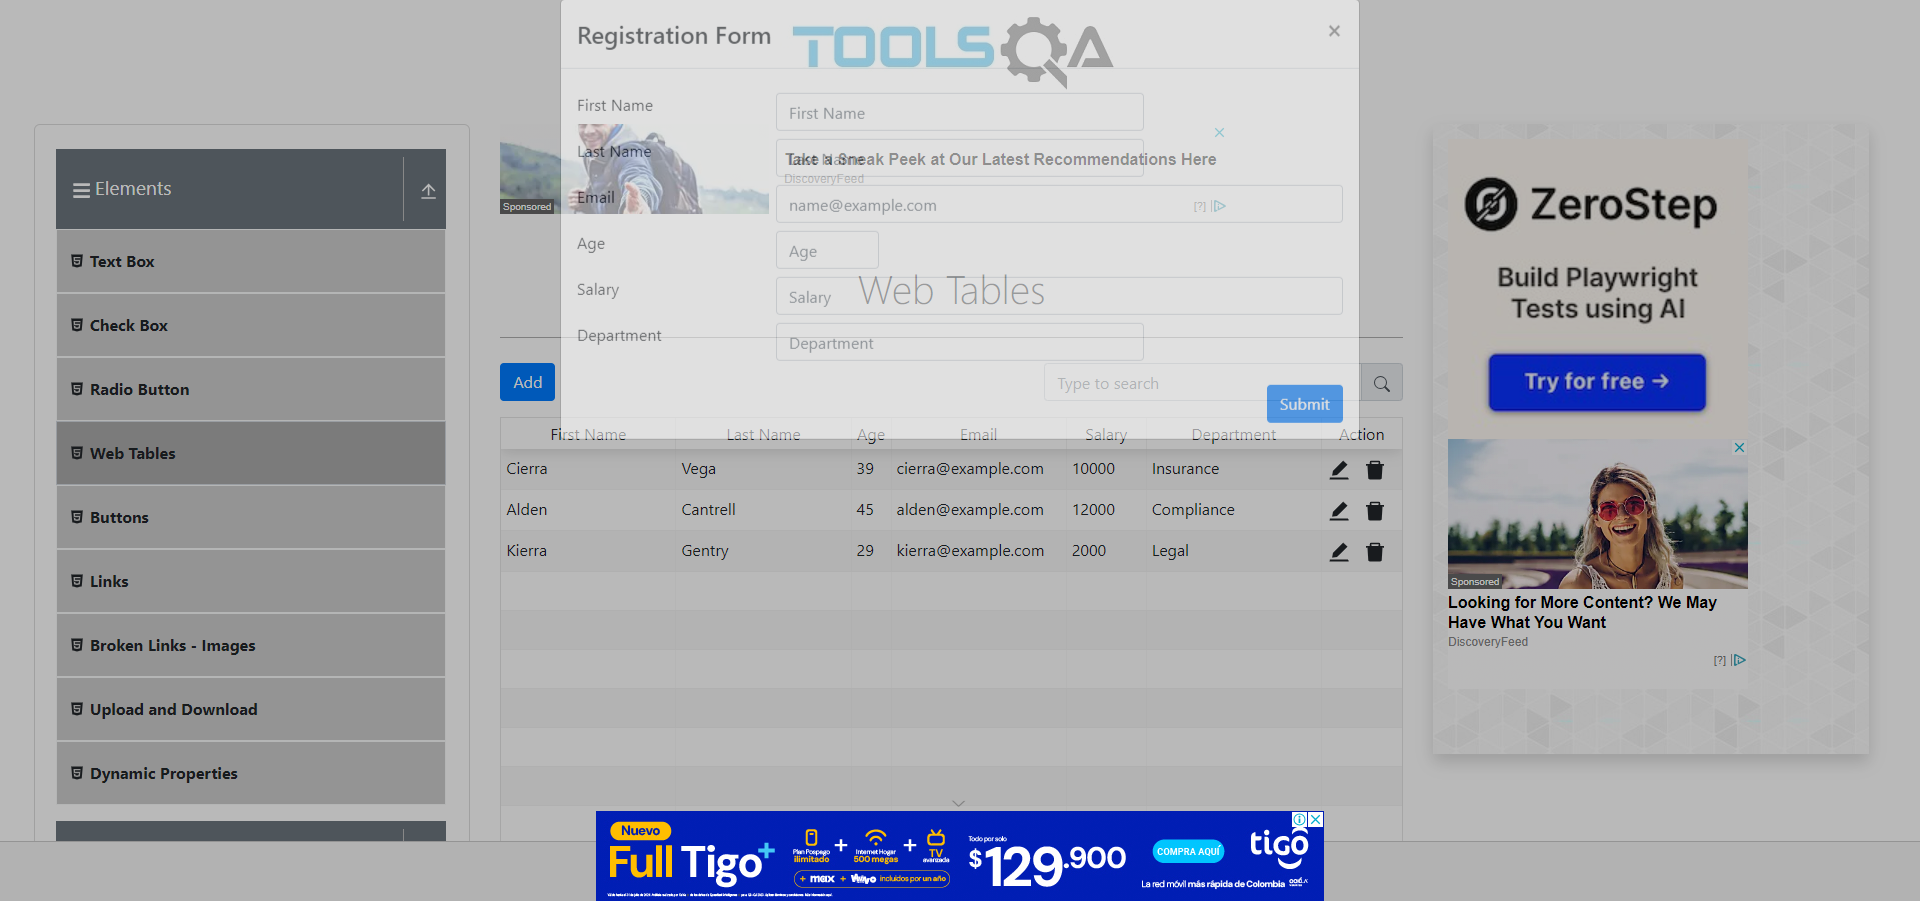 Registration Form
×
TOOLSQA
First Name
First Name
Last Name
Take a Sneak Peek at Our Latest Recommendations Here
DiscoveryFeed
Sponsored
Email
name@example.com
[?]
Age
Age
Salary
Salary
Web Tables
Department
Department
Submit
Elements
Text Box
Check Box
Radio Button
Web Tables
Buttons
Links
Broken Links - Images
Upload and Download
Dynamic Properties
Add
Type to search
First Name Last Name Age Email Salary Department Action
Cierra Vega 39 cierra@example.com 10000 Insurance
Alden Cantrell 45 alden@example.com 12000 Compliance
Kierra Gentry 29 kierra@example.com 2000 Legal
ZeroStep
Build Playwright
Tests using AI
Try for free →
Sponsored
Looking for More Content? We May
Have What You Want
DiscoveryFeed
[?]
Nuevo
Full Tigo+
Plan Pospago
ilimitado
+
Internet Hogar
500 megas
+
TV
avanzada
+ max + incluidos por un año
Todo por solo
$129.900
COMPRA AQUÍ
tigo
La red móvil más rápida de Colombia